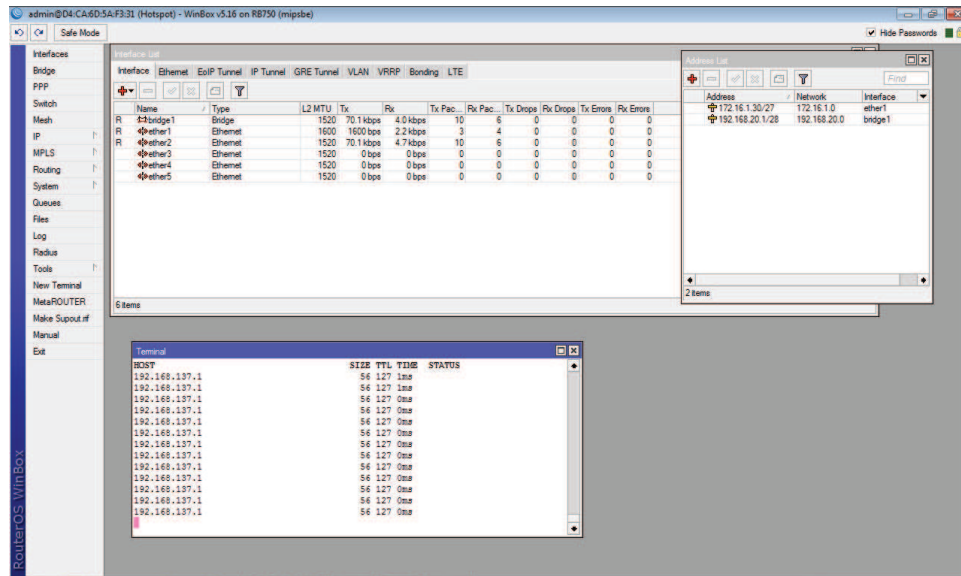 admin@D4:CA:6D:5A:F3:31 (Hotspot) - WinBox v5.16 on RB750 (mipsbe)
Safe Mode
Hide Passwords
Interfaces
Bridge
PPP
Switch
Mesh
IP
MPLS
Routing
System
Queues
Files
Log
Radius
Tools
New Terminal
MetaROUTER
Make Supout.rif
Manual
Exit
RouterOS WinBox
Interface List
Interface Ethernet EoIP Tunnel IP Tunnel GRE Tunnel VLAN VRRP Bonding LTE
Name / Type L2 MTU Tx Rx Tx Pac... Rx Pac... Tx Drops Rx Drops Tx Errors Rx Errors
R bridge1 Bridge 1520 70.1 kbps 4.0 kbps 10 6 0 0 0 0
R ether1 Ethernet 1600 1600 bps 2.2 kbps 3 4 0 0 0 0
R ether2 Ethernet 1520 70.1 kbps 4.7 kbps 10 6 0 0 0 0
ether3 Ethernet 1520 0 bps 0 bps 0 0 0 0 0 0
ether4 Ethernet 1520 0 bps 0 bps 0 0 0 0 0 0
ether5 Ethernet 1520 0 bps 0 bps 0 0 0 0 0 0
6 items
Address List
Find
Address / Network Interface
172.16.1.30/27 172.16.1.0 ether1
192.168.20.1/28 192.168.20.0 bridge1
2 items
Terminal
HOST SIZE TTL TIME STATUS
192.168.137.1 56 127 1ms
192.168.137.1 56 127 1ms
192.168.137.1 56 127 0ms
192.168.137.1 56 127 0ms
192.168.137.1 56 127 0ms
192.168.137.1 56 127 0ms
192.168.137.1 56 127 0ms
192.168.137.1 56 127 0ms
192.168.137.1 56 127 0ms
192.168.137.1 56 127 0ms
192.168.137.1 56 127 0ms
192.168.137.1 56 127 0ms
192.168.137.1 56 127 0ms